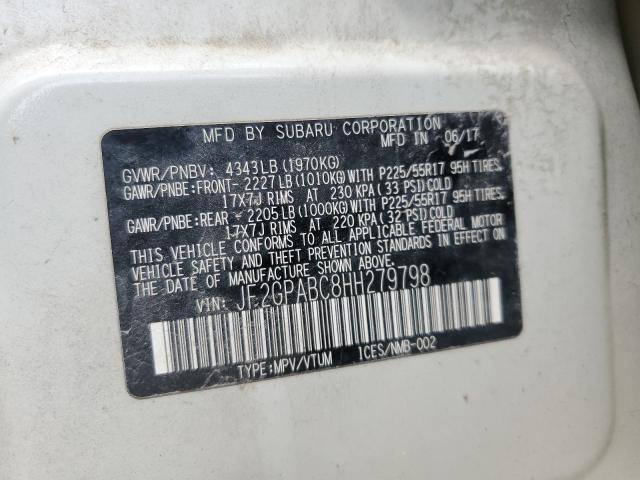 MFD BY SUBARU CORPORATION
MFD IN 06/17
GVWR/PNBV: 4343LB(1970KG)
GAWR/PNBE:FRONT- 2227LB(1010KG)WITH P225/55R17 95H TIRES,
17X7J RIMS AT 230 KPA (33 PSI)COLD
GAWR/PNBE:REAR - 2205LB(1000KG)WITH P225/55R17 95H TIRES,
17X7J RIMS AT 220 KPA (32 PSI)COLD
THIS VEHICLE CONFORMS TO ALL APPLICABLE FEDERAL MOTOR
VEHICLE SAFETY AND THEFT PREVENTION STANDARDS IN EFFECT ON
THE DATE OF MANUFACTURE SHOWN ABOVE.
VIN: JF2GPABC8HH279798
TYPE:MPV/VTUM ICES/NMB-002